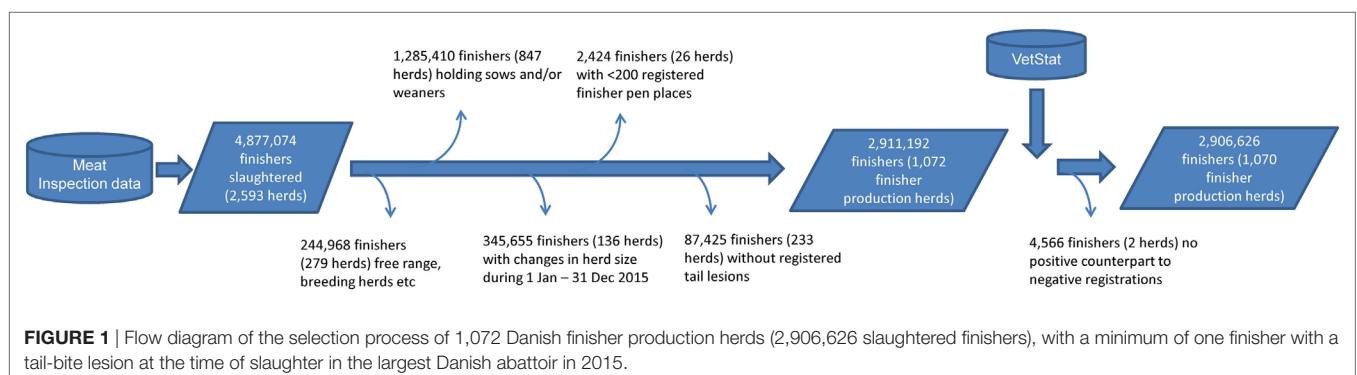 1,285,410 finishers (847
herds) holding sows and/or
weaners
2,424 finishers (26 herds)
with <200 registered
finisher pen places
VetStat
Meat
Inspection data
4,877,074
finishers
slaughtered
(2,593 herds)
2,911,192
finishers (1,072
finisher
production herds)
2,906,626
finishers (1,070
finisher
production herds)
244,968 finishers
(279 herds) free range,
breeding herds etc
345,655 finishers (136 herds)
with changes in herd size
during 1 Jan – 31 Dec 2015
87,425 finishers (233
herds) without registered
tail lesions
4,566 finishers (2 herds) no
positive counterpart to
negative registrations
FIGURE 1 | Flow diagram of the selection process of 1,072 Danish finisher production herds (2,906,626 slaughtered finishers), with a minimum of one finisher with a
tail-bite lesion at the time of slaughter in the largest Danish abattoir in 2015.